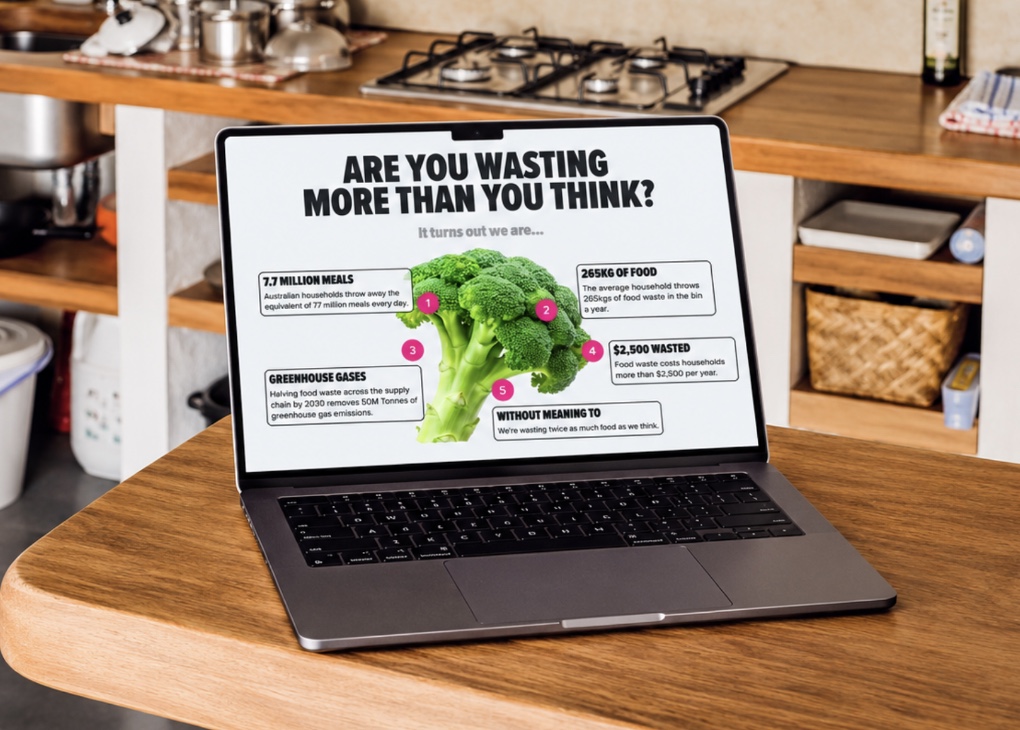 ARE YOU WASTING
MORE THAN YOU THINK?
It turns out we are...
7.7 MILLION MEALS
Australian households throw away the
equivalent of 77 million meals every day.
1
265KG OF FOOD
The average household throws
265kgs of food waste in the bin
a year.
2
3
GREENHOUSE GASES
Halving food waste across the supply
chain by 2030 removes 50M Tonnes of
greenhouse gas emissions.
4
$2,500 WASTED
Food waste costs households
more than $2,500 per year.
5
WITHOUT MEANING TO
We're wasting twice as much food as we think.